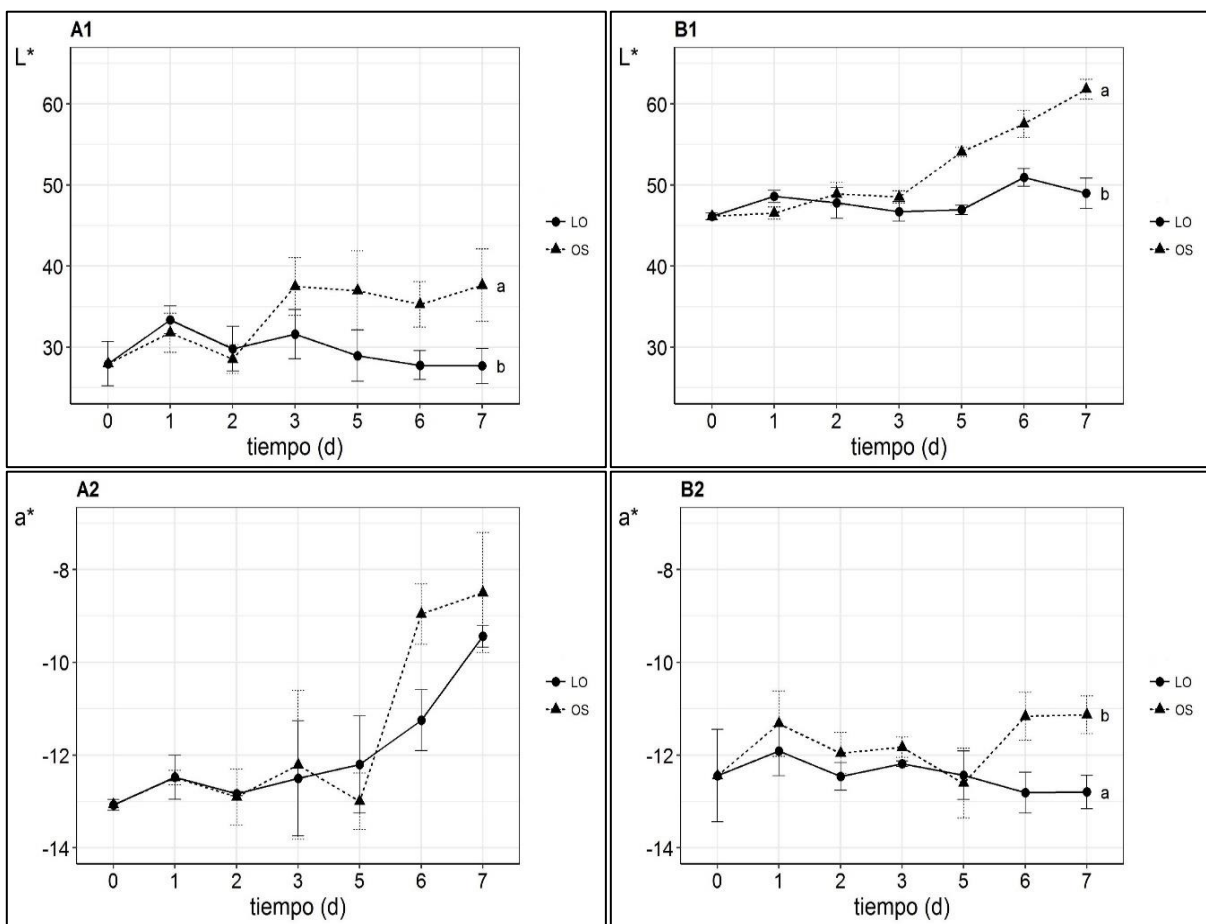 A1
L*
60
50
40
30
a
b
LO
OS
0 1 2 3 5 6 7
tiempo (d)
B1
L*
60
50
40
30
a
b
LO
OS
0 1 2 3 5 6 7
tiempo (d)
A2
a*
-8
-10
-12
-14
LO
OS
0 1 2 3 5 6 7
tiempo (d)
B2
a*
-8
-10
-12
-14
b
a
LO
OS
0 1 2 3 5 6 7
tiempo (d)